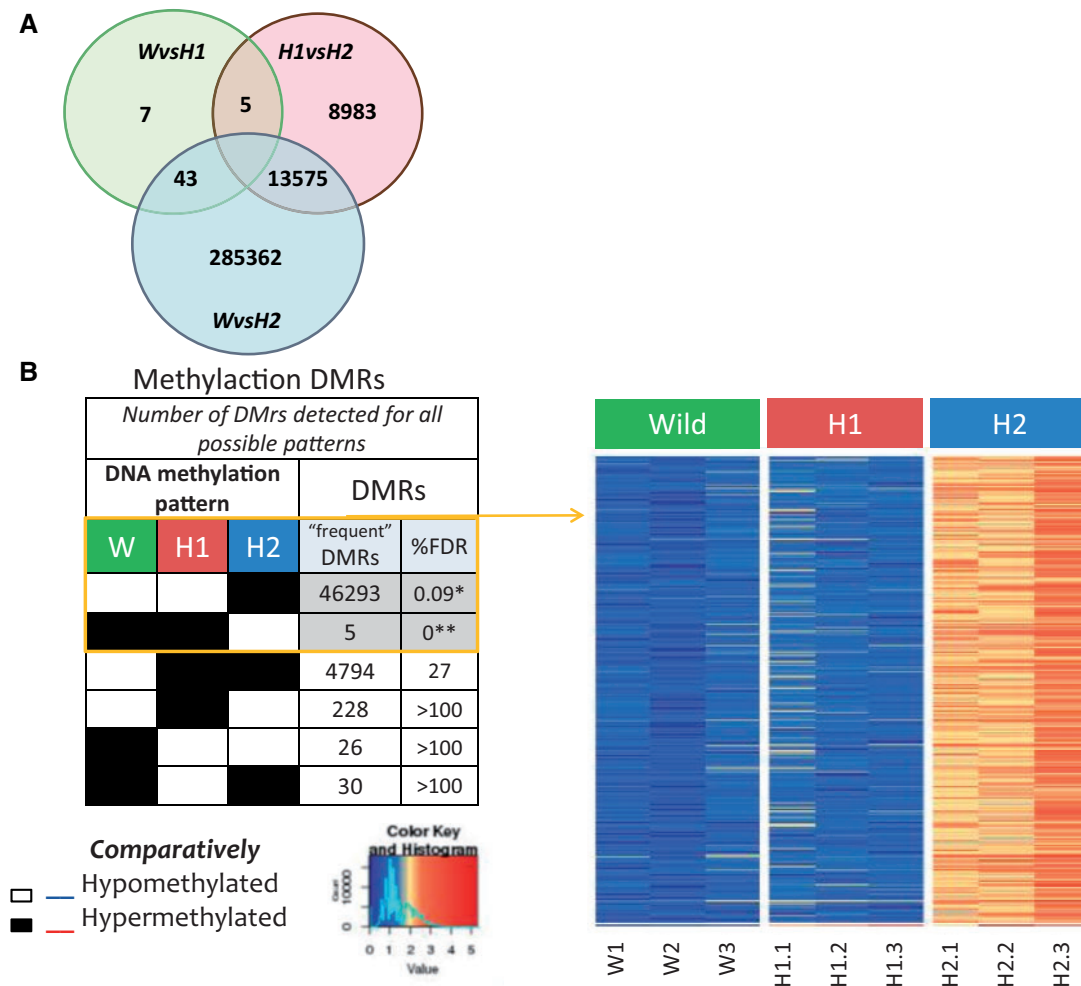 A
WvsH1
H1vsH2
7
5
8983
43
13575
285362
WvsH2
B
Methylaction DMRs
Number of DMrs detected for all
possible patterns
DNA methylation
pattern
DMRs
W
H1
H2
"frequent"
DMRs
%FDR
46293
0.09*
5
0**
4794
27
228
>100
26
>100
30
>100
Comparatively
Hypomethylated
Hypermethylated
Color Key
and Histogram
Count
0
10000
0 1 2 3 4 5
Value
Wild
H1
H2
W1
W2
W3
H1.1
H1.2
H1.3
H2.1
H2.2
H2.3